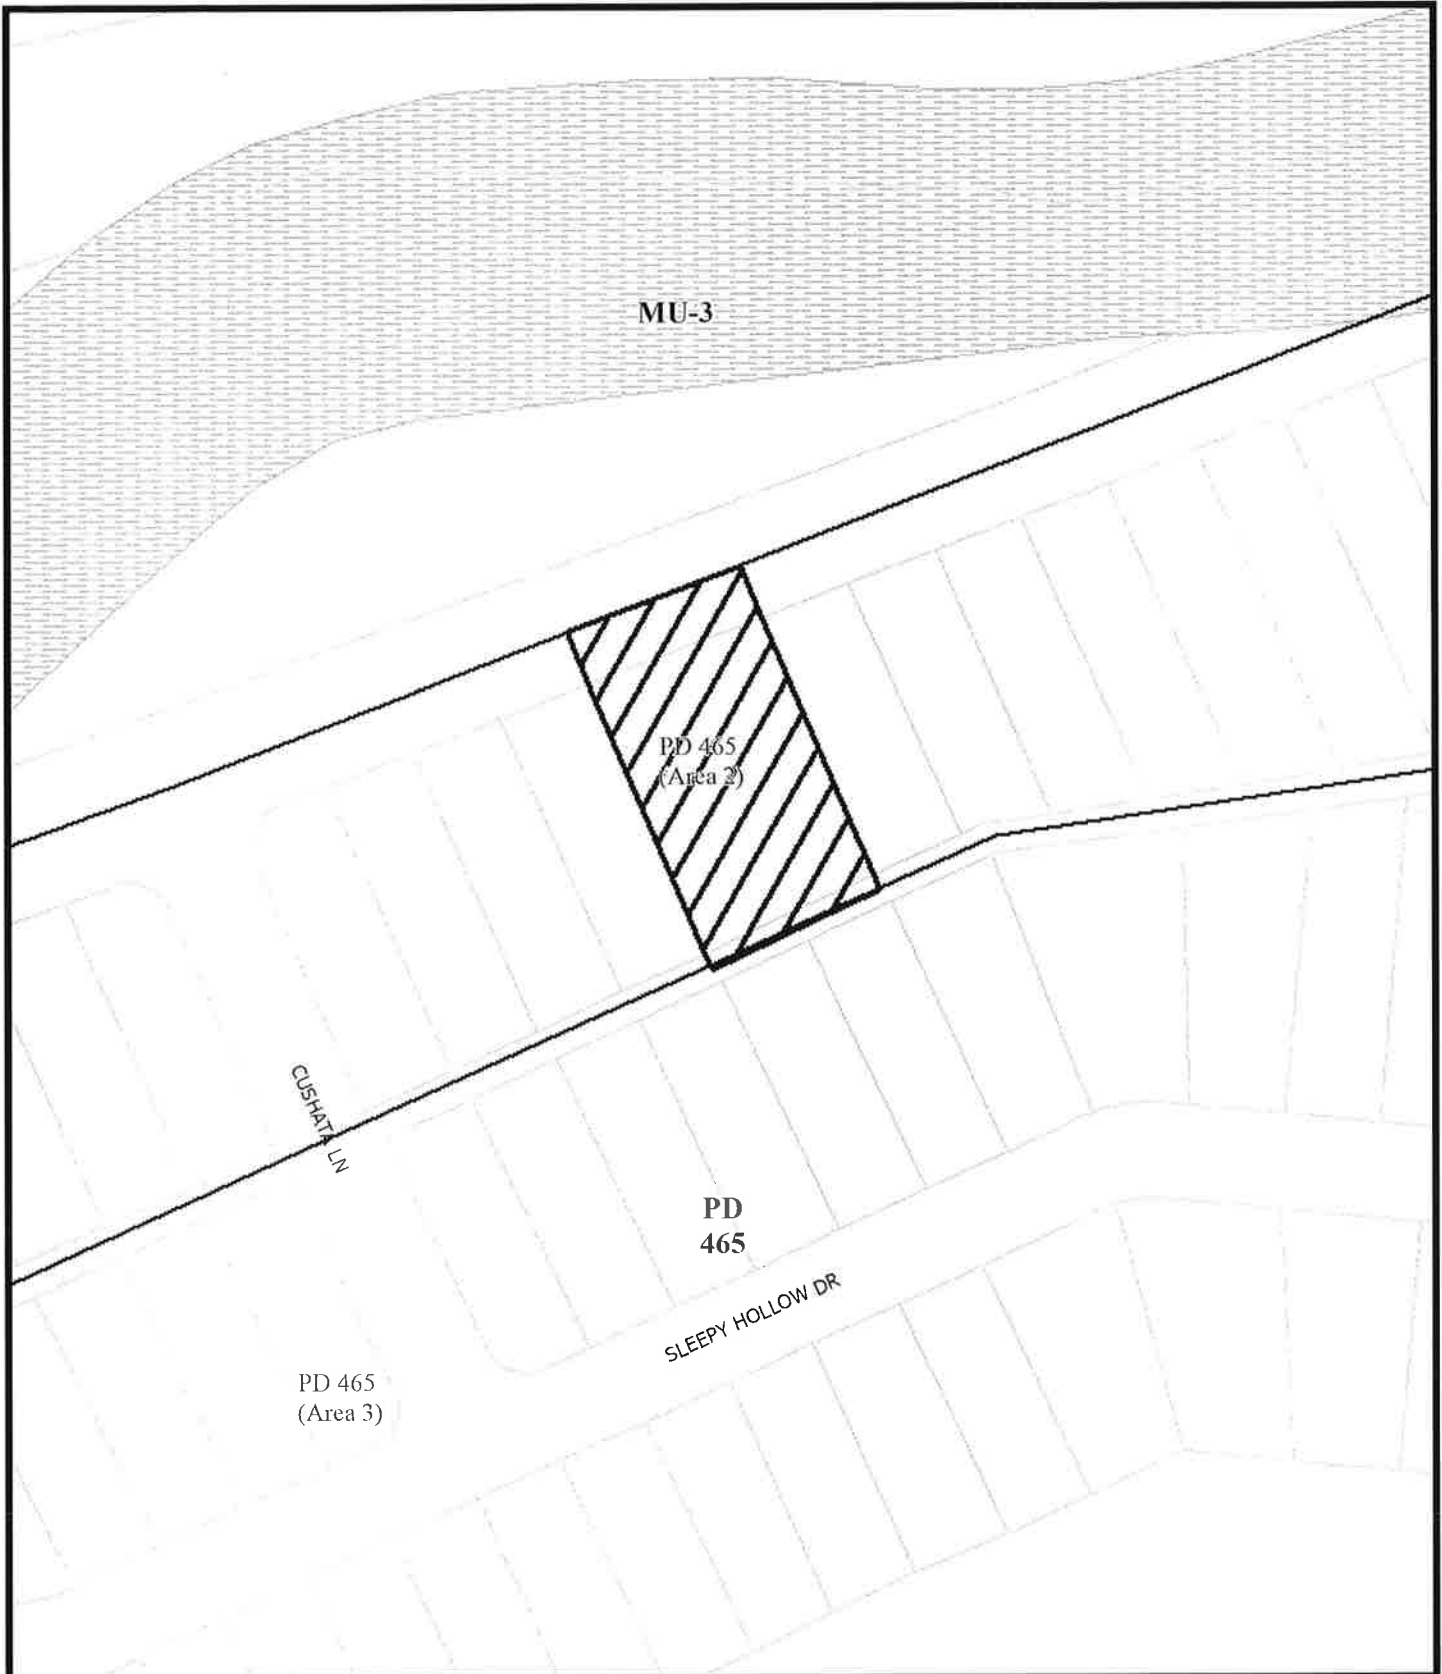 MU-3
PD 465
(Area 2)
CUSHATA LN
PD
465
SLEEPY HOLLOW DR
PD 465
(Area 3)